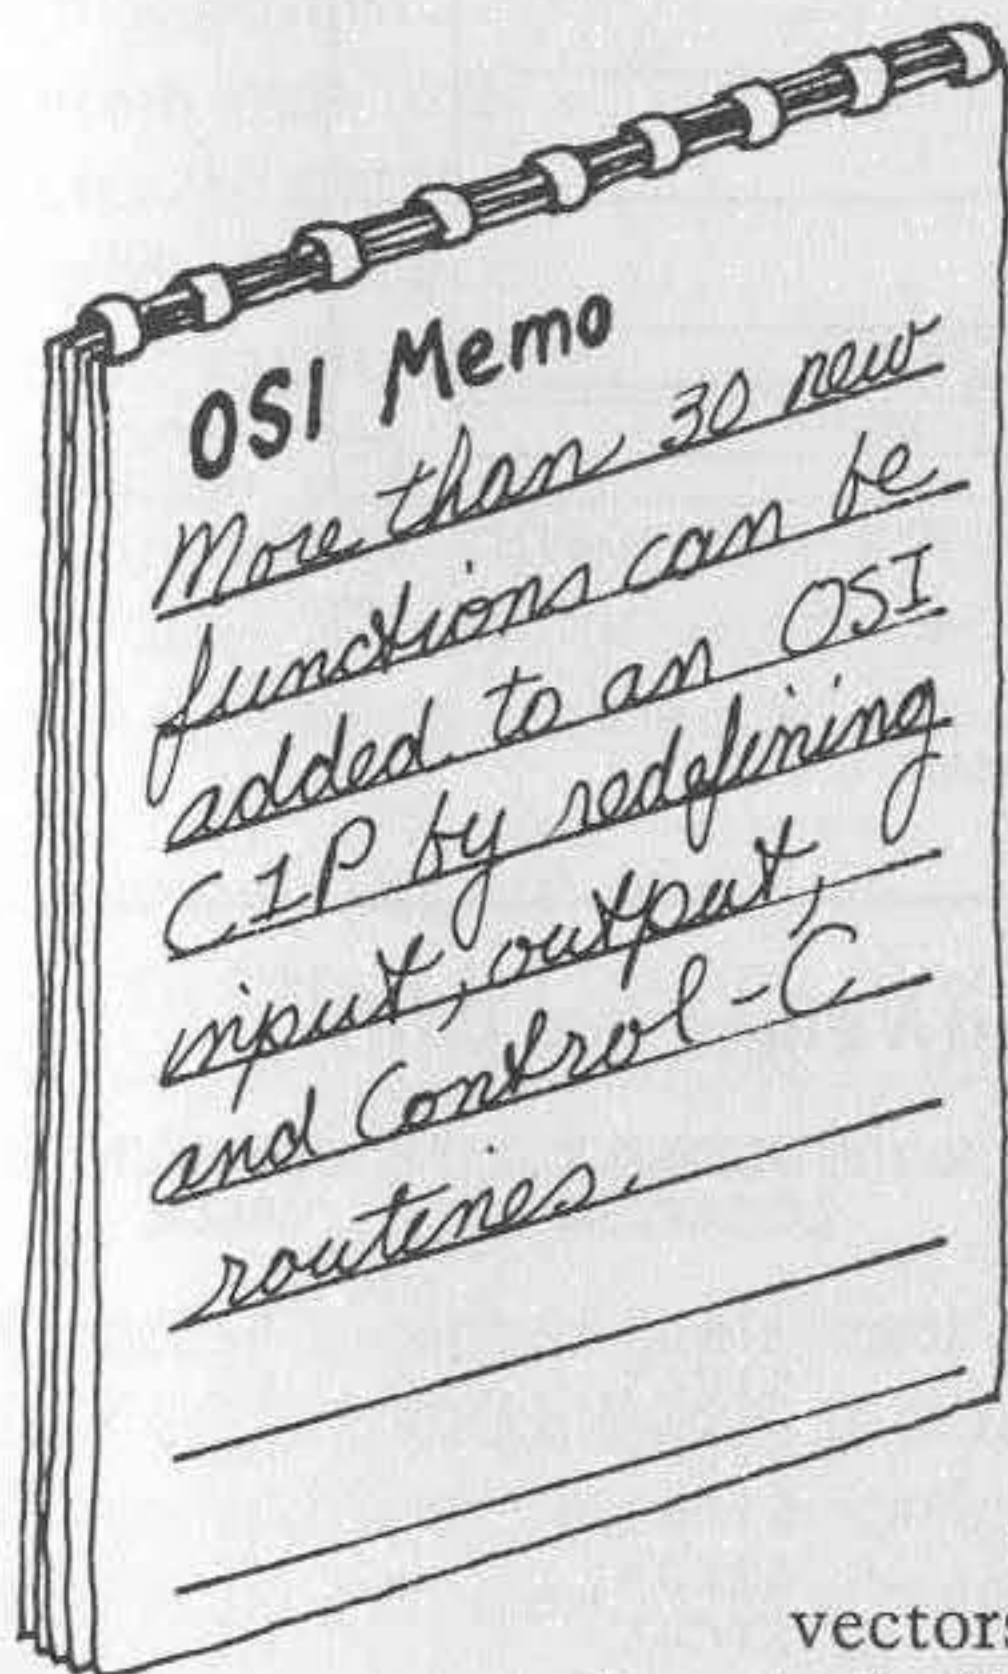 OSI Memo
More than 30 new
functions can be
added to an OSI
C1P by redefining
input, output,
and Control-C
routines.
vectors